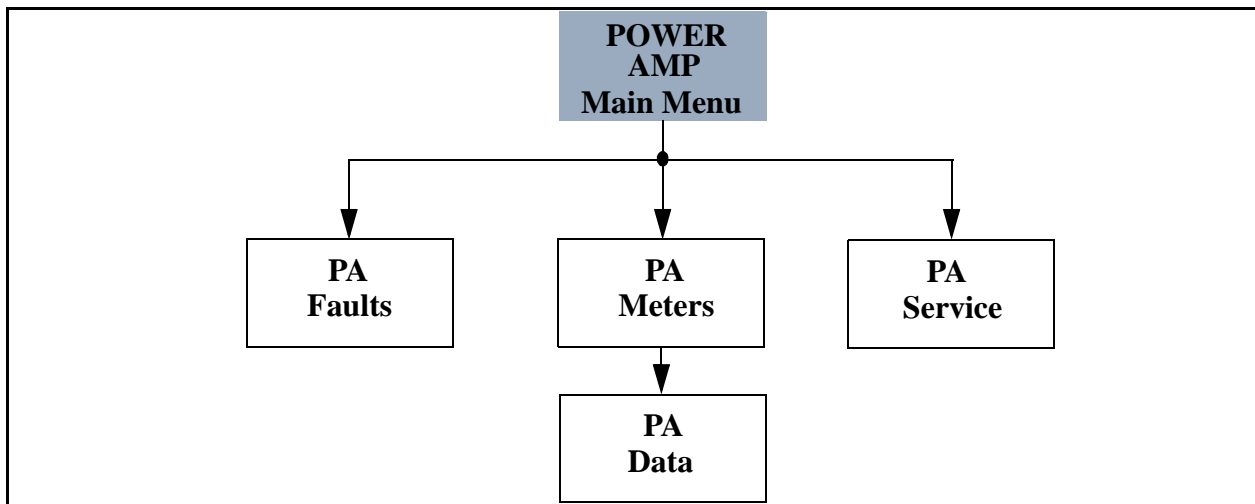 POWER
AMP
Main Menu
PA
Faults
PA
Meters
PA
Service
PA
Data